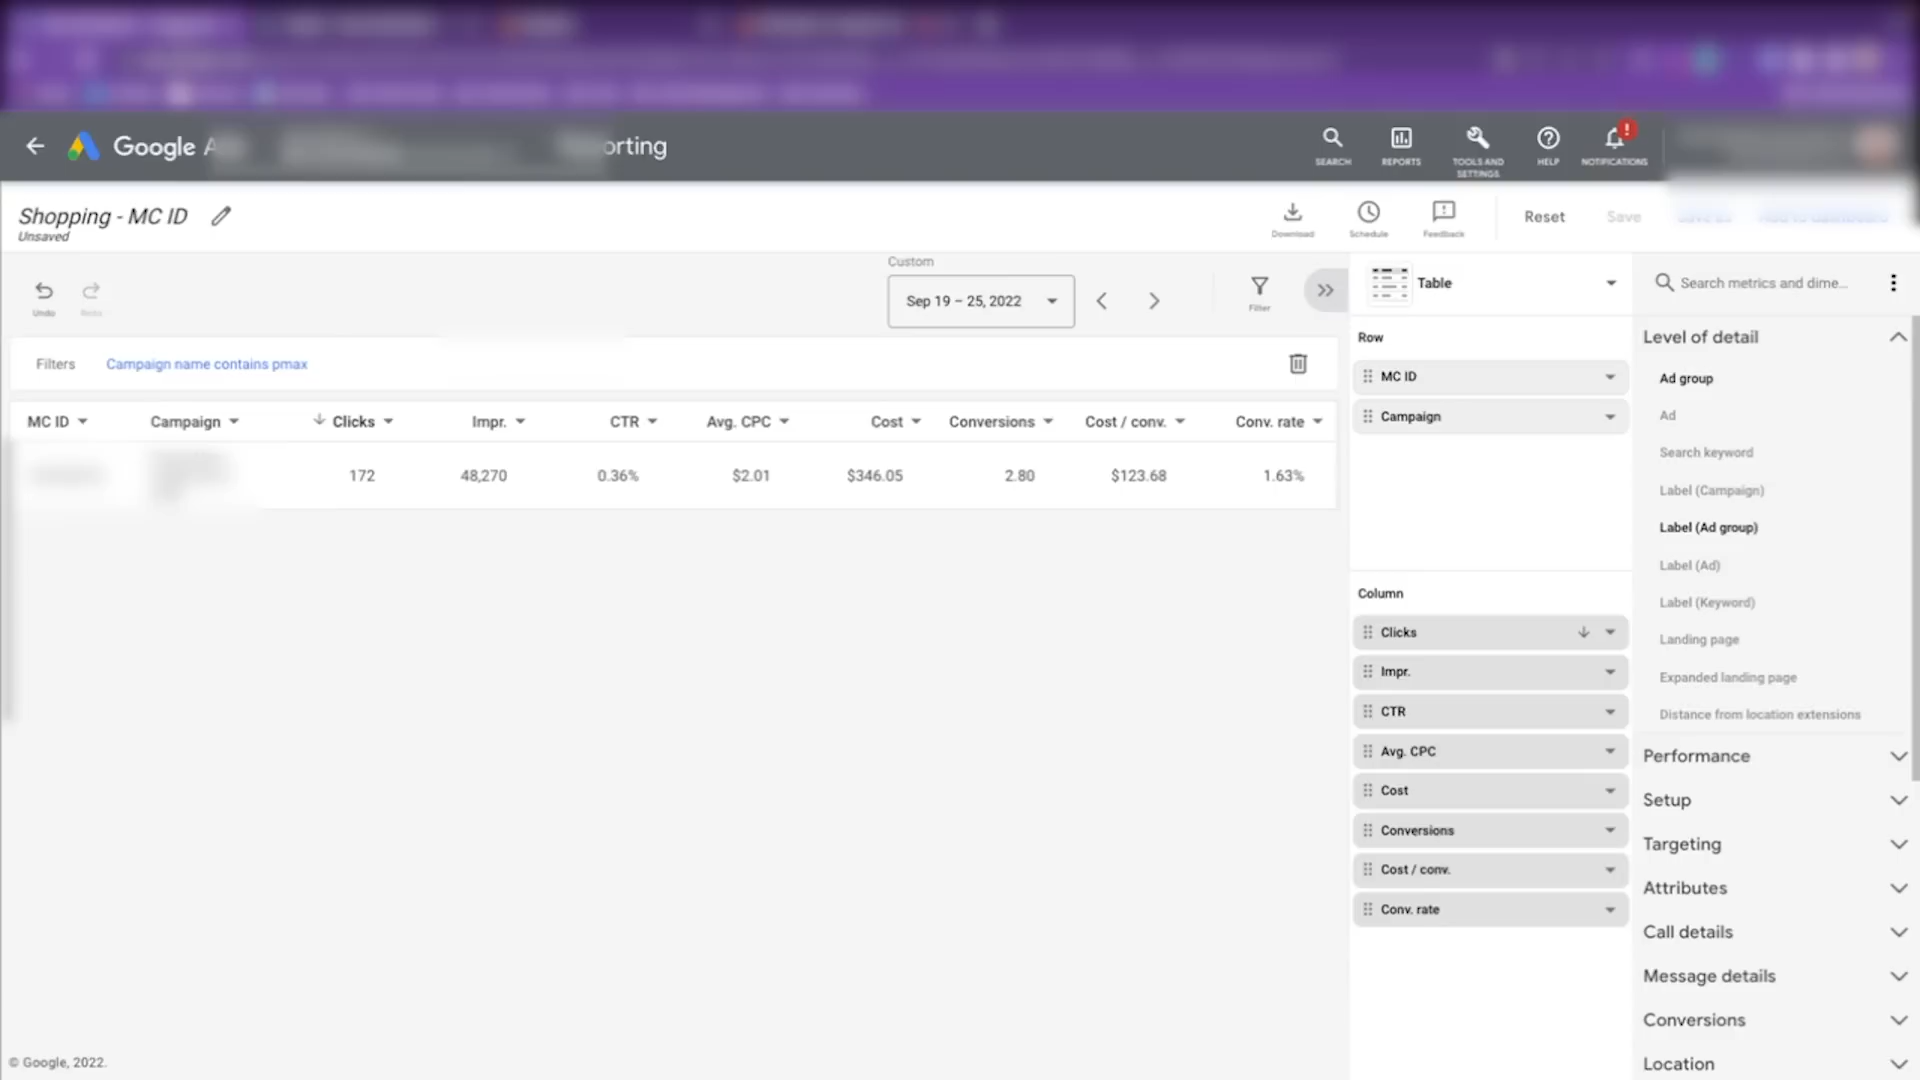 Google A
orting
SEARCH
REPORTS
TOOLS AND
SETTINGS
HELP
!
NOTIFICATIONS
Shopping - MC ID
Unsaved
Download
Schedule
Feedback
Reset
Save
Undo
Redo
Custom
Sep 19 – 25, 2022
Filter
Filters
Campaign name contains pmax
MC ID
Campaign
Clicks
Impr.
CTR
Avg. CPC
Cost
Conversions
Cost / conv.
Conv. rate
172
48,270
0.36%
$2.01
$346.05
2.80
$123.68
1.63%
© Google, 2022.
Table
Row
MC ID
Campaign
Column
Clicks
Impr.
CTR
Avg. CPC
Cost
Conversions
Cost / conv.
Conv. rate
Search metrics and dime...
Level of detail
Ad group
Ad
Search keyword
Label (Campaign)
Label (Ad group)
Label (Ad)
Label (Keyword)
Landing page
Expanded landing page
Distance from location extensions
Performance
Setup
Targeting
Attributes
Call details
Message details
Conversions
Location